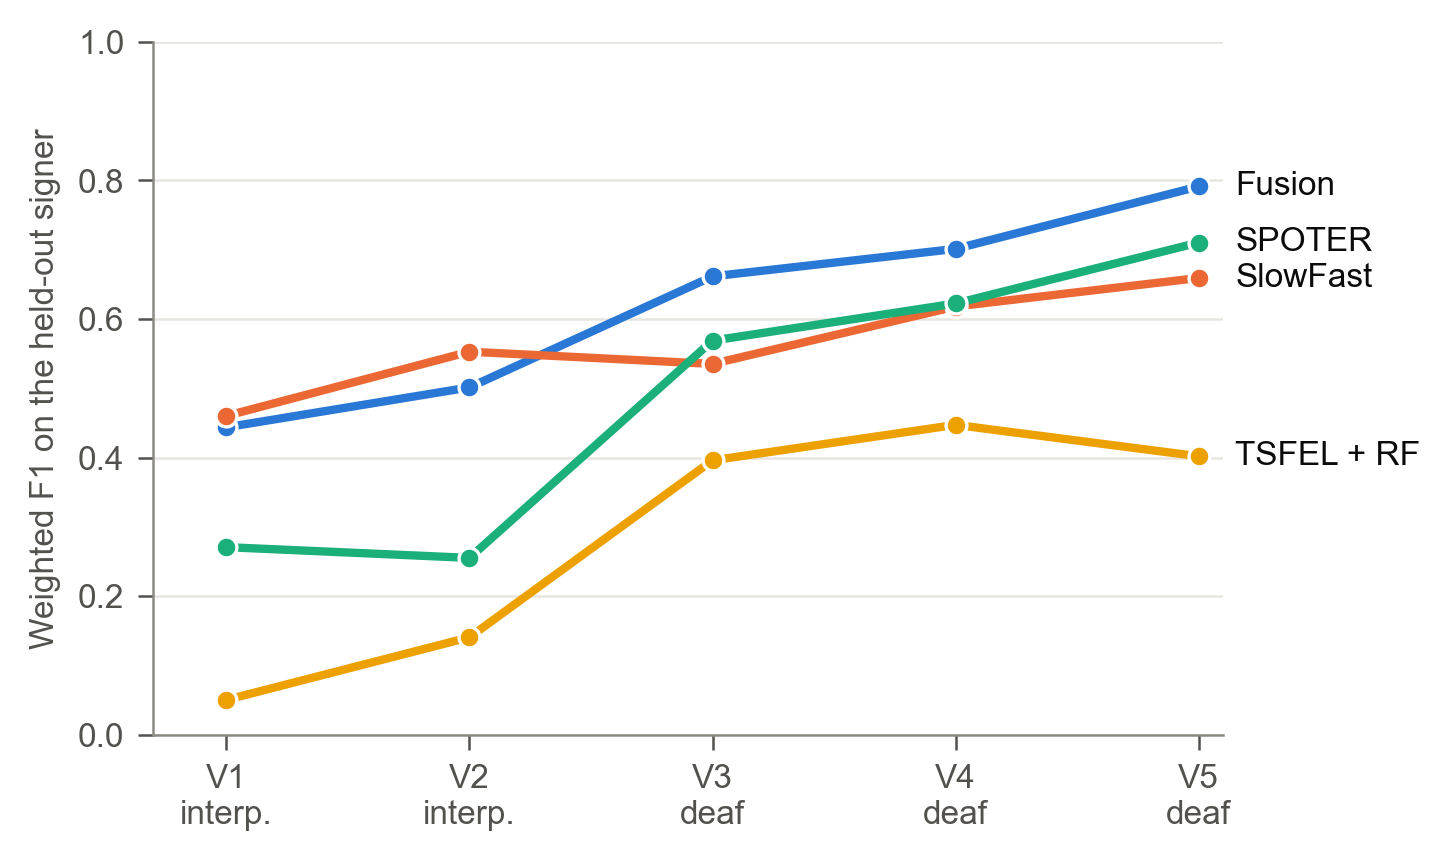 Weighted F1 on the held-out signer
1.0
0.8
0.6
0.4
0.2
0.0
Fusion
SPOTER
SlowFast
TSFEL + RF
V1
interp.
V2
interp.
V3
deaf
V4
deaf
V5
deaf